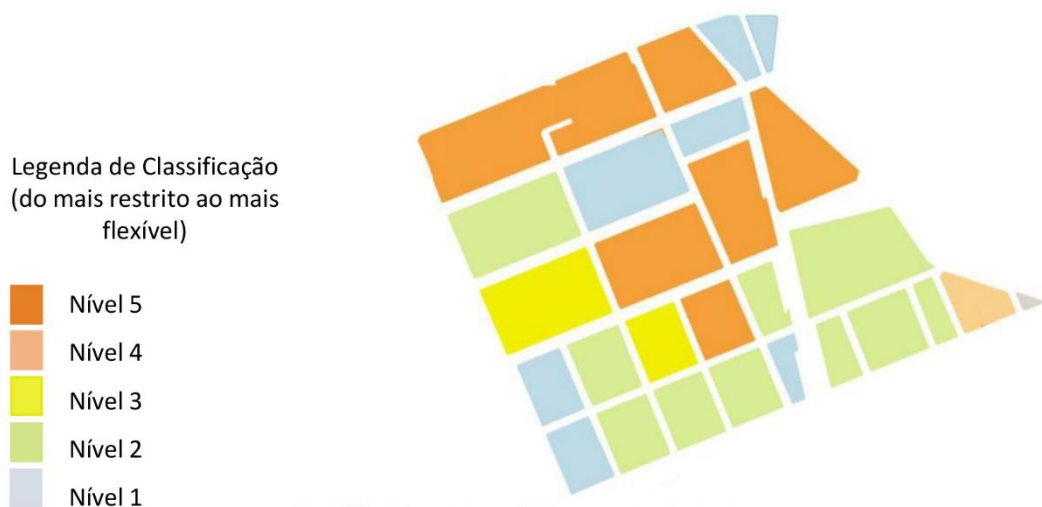 Legenda de Classificação
(do mais restrito ao mais
flexível)
Nível 5
Nível 4
Nível 3
Nível 2
Nível 1